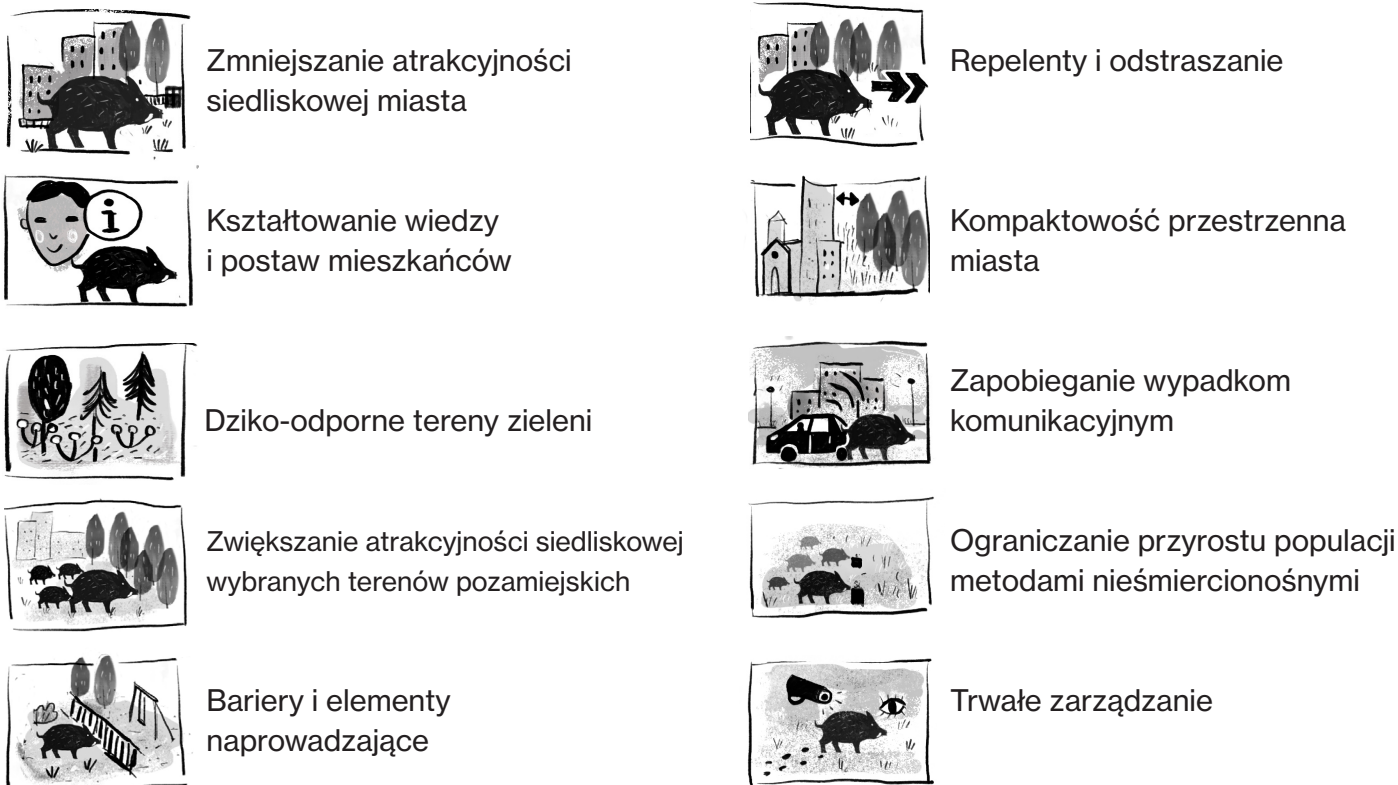 Zmniejszanie atrakcyjności
siedliskowej miasta
i
Kształtowanie wiedzy
i postaw mieszkańców
Dziko-odporne tereny zieleni
Zwiększanie atrakcyjności siedliskowej
wybranych terenów pozamiejskich
Bariery i elementy
naprowadzające
Repelenty i odstraszanie
Kompaktowość przestrzenna
miasta
Zapobieganie wypadkom
komunikacyjnym
Ograniczanie przyrostu populacji
metodami nieśmiercionośnymi
Trwałe zarządzanie